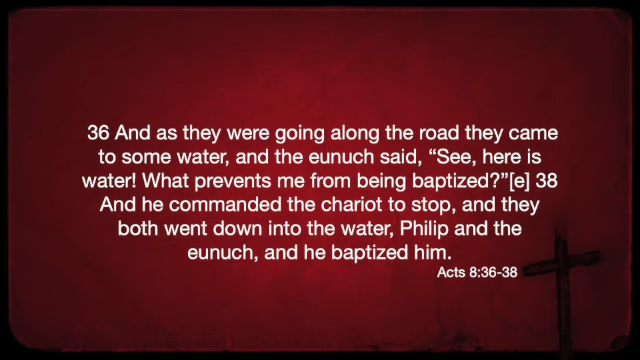 36 And as they were going along the road they came
to some water, and the eunuch said, “See, here is
water! What prevents me from being baptized?”[e] 38
And he commanded the chariot to stop, and they
both went down into the water, Philip and the
eunuch, and he baptized him.
Acts 8:36-38